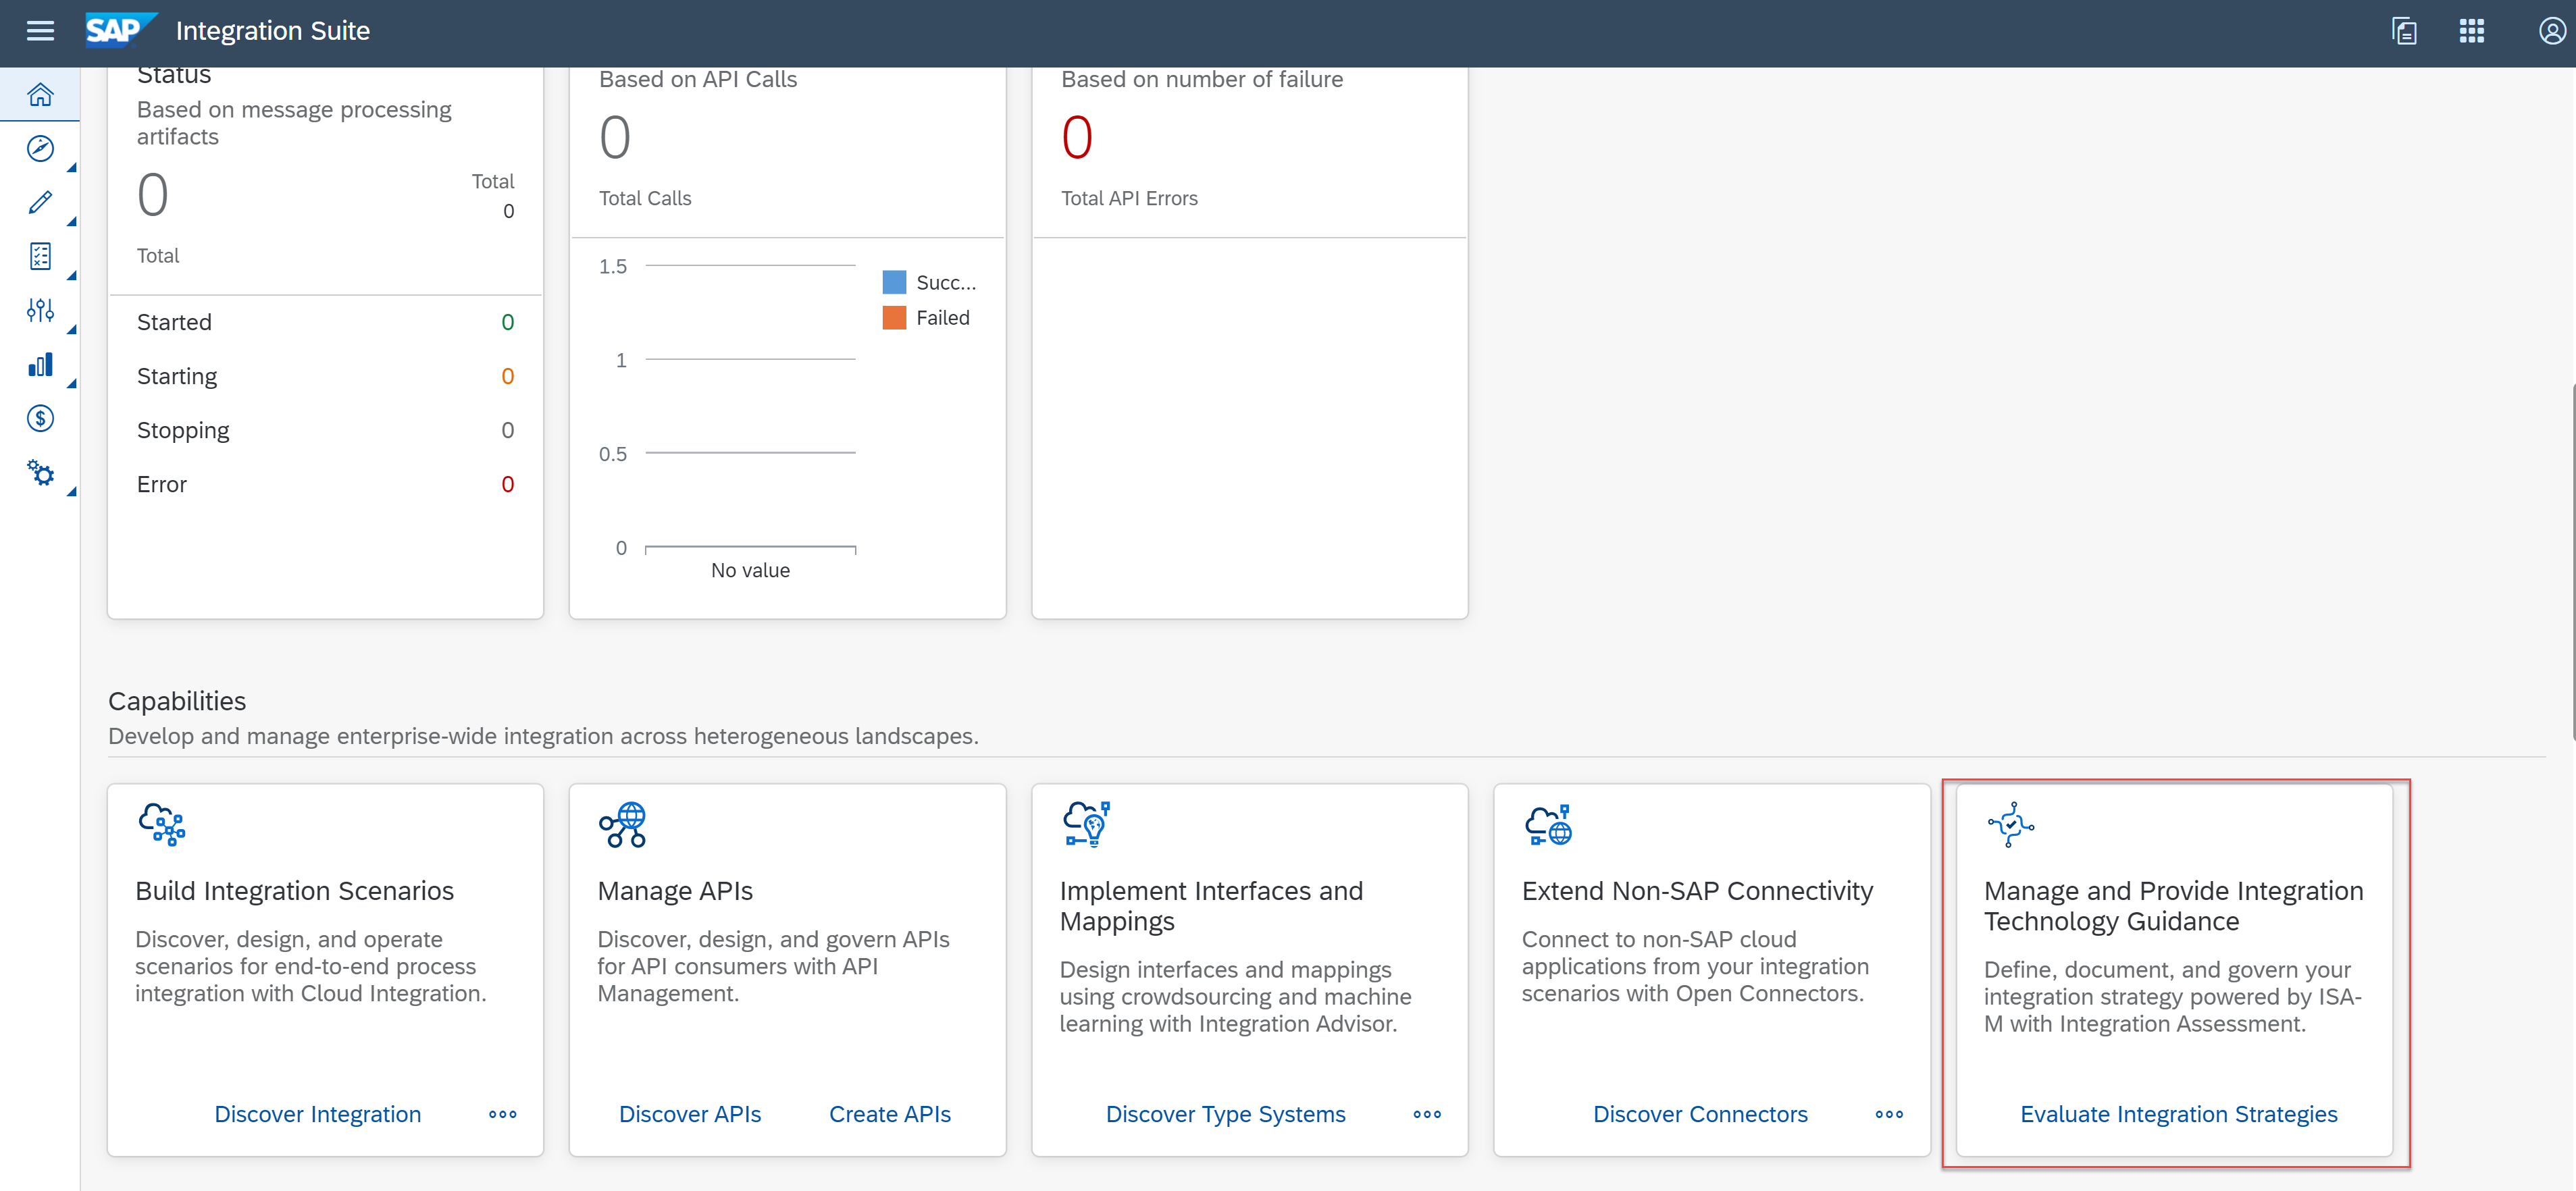 SAP Integration Suite
Status
Based on message processing
artifacts
0
Total
0
Total
Started 0
Starting 0
Stopping 0
Error 0
Based on API Calls
0
Total Calls
1.5
1
0.5
0
No value
Succ...
Failed
Based on number of failure
0
Total API Errors
Capabilities
Develop and manage enterprise-wide integration across heterogeneous landscapes.
Build Integration Scenarios
Discover, design, and operate
scenarios for end-to-end process
integration with Cloud Integration.
Discover Integration
Manage APIs
Discover, design, and govern APIs
for API consumers with API
Management.
Discover APIs Create APIs
Implement Interfaces and
Mappings
Design interfaces and mappings
using crowdsourcing and machine
learning with Integration Advisor.
Discover Type Systems
Extend Non-SAP Connectivity
Connect to non-SAP cloud
applications from your integration
scenarios with Open Connectors.
Discover Connectors
Manage and Provide Integration
Technology Guidance
Define, document, and govern your
integration strategy powered by ISA-
M with Integration Assessment.
Evaluate Integration Strategies